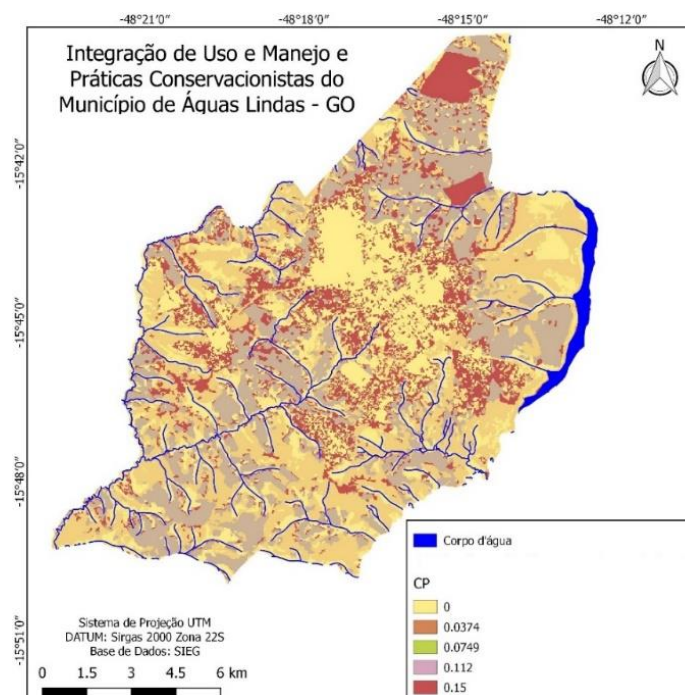 -48°21'0" -48°18'0" -48°15'0" -48°12'0"
Integração de Uso e Manejo e
Práticas Conservacionistas do
Município de Águas Lindas - GO
N
-15°42'0"
-15°45'0"
-15°48'0"
-15°51'0"
Sistema de Projeção UTM
DATUM: Sirgas 2000 Zona 22S
Base de Dados: SIEG
0 1.5 3 4.5 6 km
Corpo d'água
CP
0
0.0374
0.0749
0.112
0.15